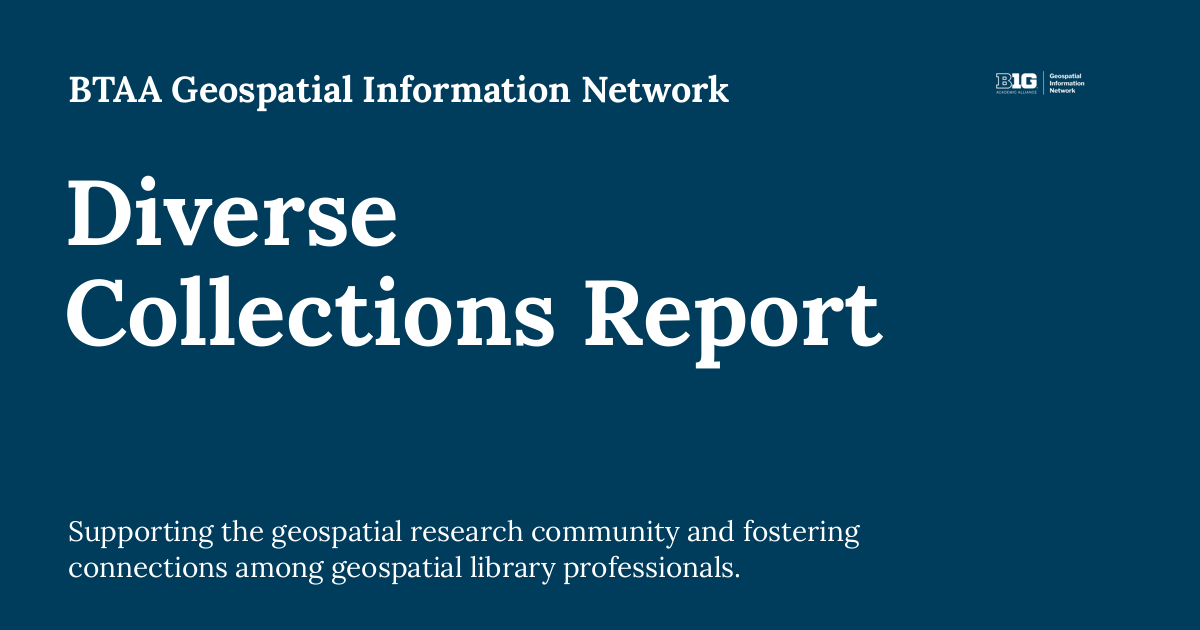 BTAA Geospatial Information Network
B1G
ACADEMIC ALLIANCE
Geospatial
Information
Network
Diverse
Collections Report
Supporting the geospatial research community and fostering
connections among geospatial library professionals.